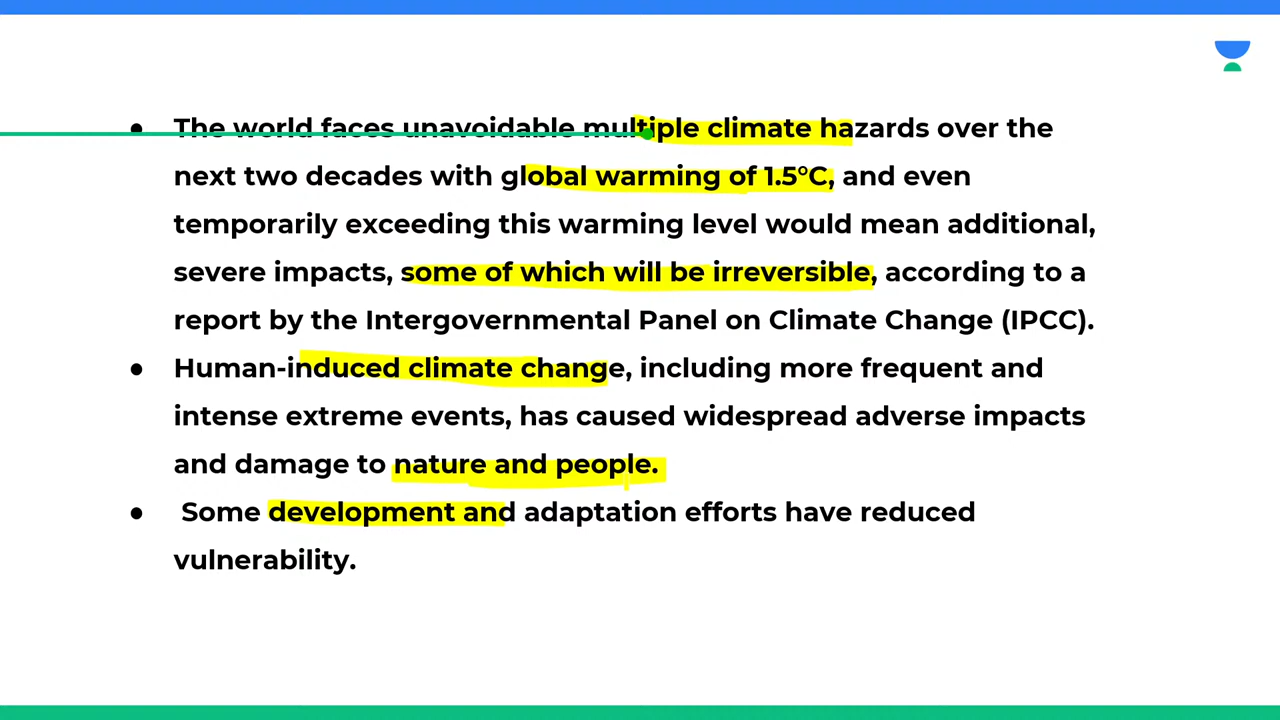 ● The world faces unavoidable multiple climate hazards over the
next two decades with global warming of 1.5°C, and even
temporarily exceeding this warming level would mean additional,
severe impacts, some of which will be irreversible, according to a
report by the Intergovernmental Panel on Climate Change (IPCC).
● Human-induced climate change, including more frequent and
intense extreme events, has caused widespread adverse impacts
and damage to nature and people.
● Some development and adaptation efforts have reduced
vulnerability.